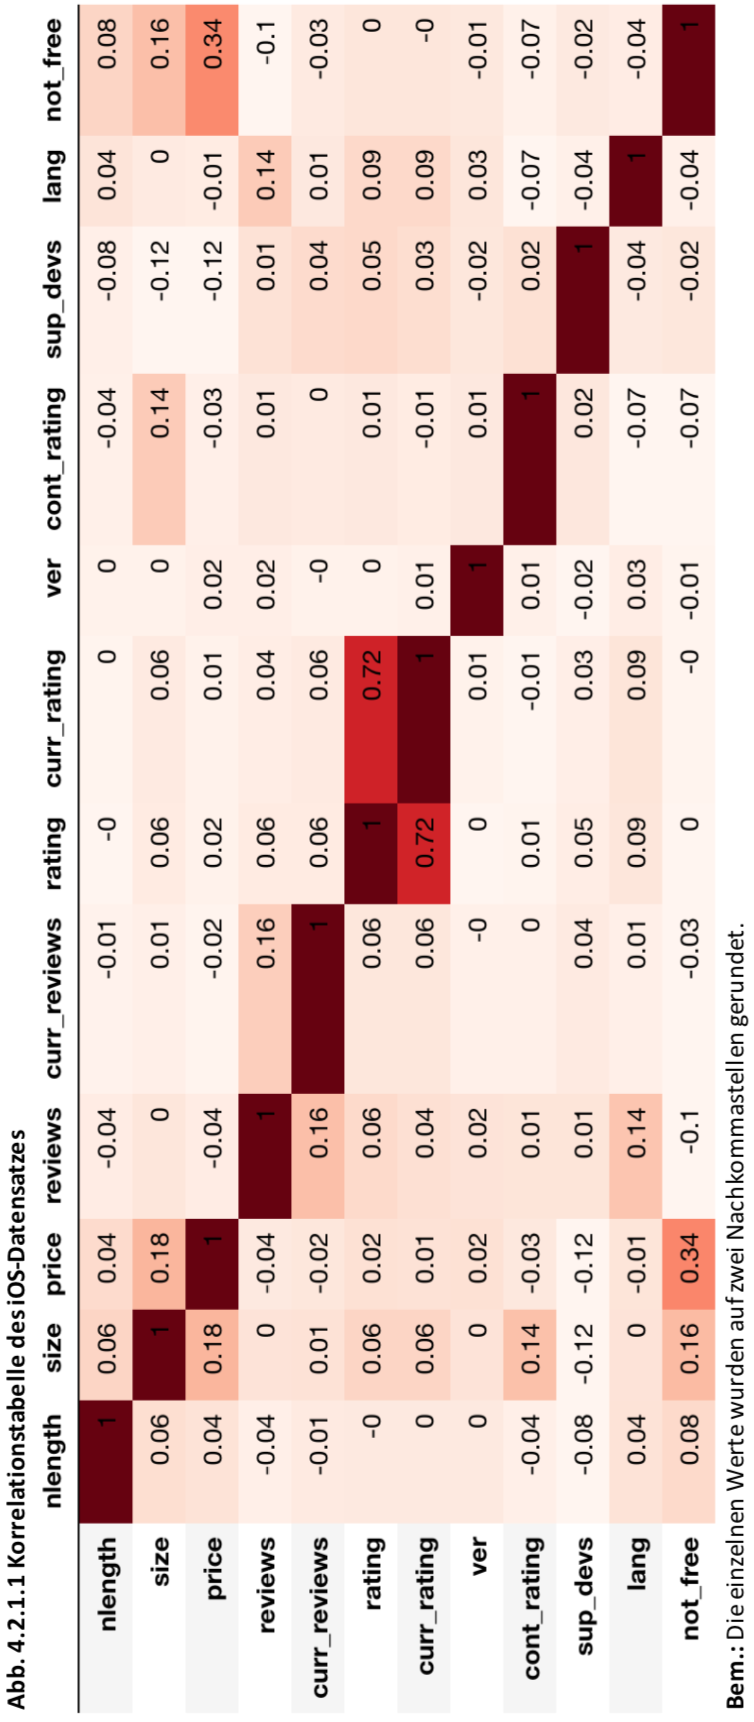 Abb. 4.2.1.1 Korrelationstabelle des iOS-Datensatzes
nlength size price reviews curr_reviews rating curr_rating ver cont_rating sup_devs lang not_free
nlength 1 0.06 0.04 -0.04 -0.01 -0 0 0 -0.04 -0.08 0.04 0.08
size 0.06 1 0.18 0 0.01 0.06 0.06 0 0.14 -0.12 0 0.16
price 0.04 0.18 1 -0.04 -0.02 0.02 0.01 0.02 -0.03 -0.12 -0.01 0.34
reviews -0.04 0 -0.04 1 0.16 0.06 0.04 0.02 0.01 0.01 0.14 -0.1
curr_reviews -0.01 0.01 -0.02 0.16 1 0.06 0.06 -0 0 0.04 0.01 -0.03
rating -0 0.06 0.02 0.06 0.06 1 0.72 0 0.01 0.05 0.09 0
curr_rating 0 0.06 0.01 0.04 0.06 0.72 1 0.01 -0.01 0.03 0.09 -0
ver 0 0 0.02 0.02 -0 0 0.01 1 0.01 -0.02 0.03 -0.01
cont_rating -0.04 0.14 -0.03 0.01 0 0.01 -0.01 0.01 1 0.02 -0.07 -0.07
sup_devs -0.08 -0.12 -0.12 0.01 0.04 0.05 0.03 -0.02 0.02 1 -0.04 -0.02
lang 0.04 0 -0.01 0.14 0.01 0.09 0.09 0.03 -0.07 -0.04 1 -0.04
not_free 0.08 0.16 0.34 -0.1 -0.03 0 -0 -0.01 -0.07 -0.02 -0.04 1
Bem.: Die einzelnen Werte wurden auf zwei Nachkommastellen gerundet.